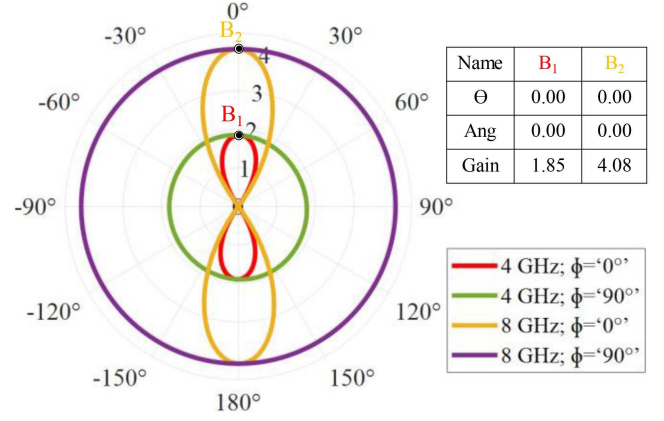 0°
-30°
30°
-60°
60°
-90°
90°
-120°
120°
-150°
150°
180°
B₂
4
3
B₁
2
1
Name B₁ B₂
Ɵ 0.00 0.00
Ang 0.00 0.00
Gain 1.85 4.08
4 GHz; ϕ=‘0°’
4 GHz; ϕ=‘90°’
8 GHz; ϕ=‘0°’
8 GHz; ϕ=‘90°’